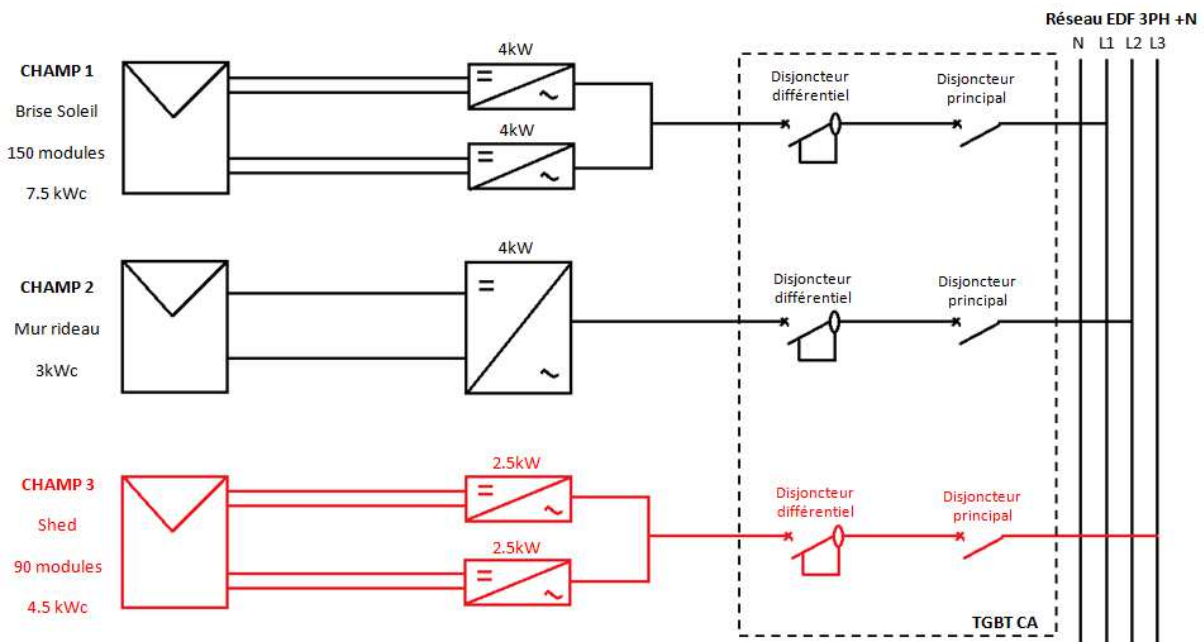 Réseau EDF 3PH +N
N L1 L2 L3
CHAMP 1
Brise Soleil
150 modules
7.5 kWc
4kW
4kW
Disjoncteur
différentiel
Disjoncteur
principal
CHAMP 2
Mur rideau
3kWc
4kW
Disjoncteur
différentiel
Disjoncteur
principal
CHAMP 3
Shed
90 modules
4.5 kWc
2.5kW
2.5kW
Disjoncteur
différentiel
Disjoncteur
principal
TGBT CA